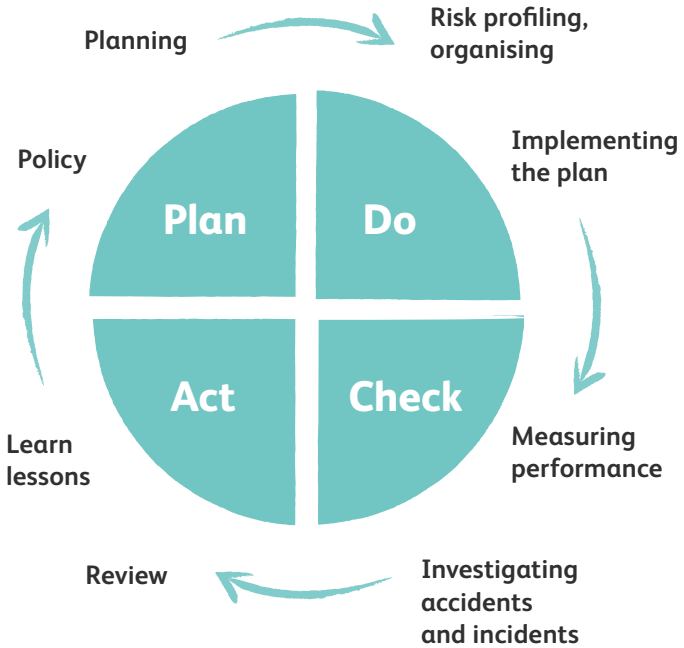 Planning
Risk profiling,
organising
Policy
Implementing
the plan
Plan
Do
Act
Check
Learn
lessons
Measuring
performance
Review
Investigating
accidents
and incidents